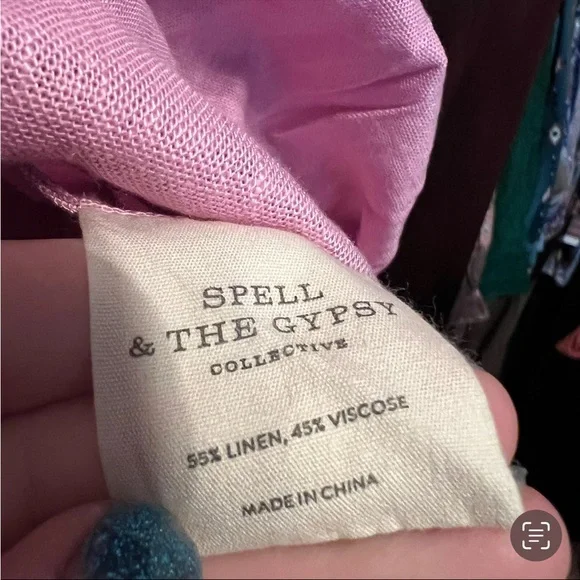 SPELL
& THE GYPSY
COLLECTIVE
55% LINEN, 45% VISCOSE
MADE IN CHINA